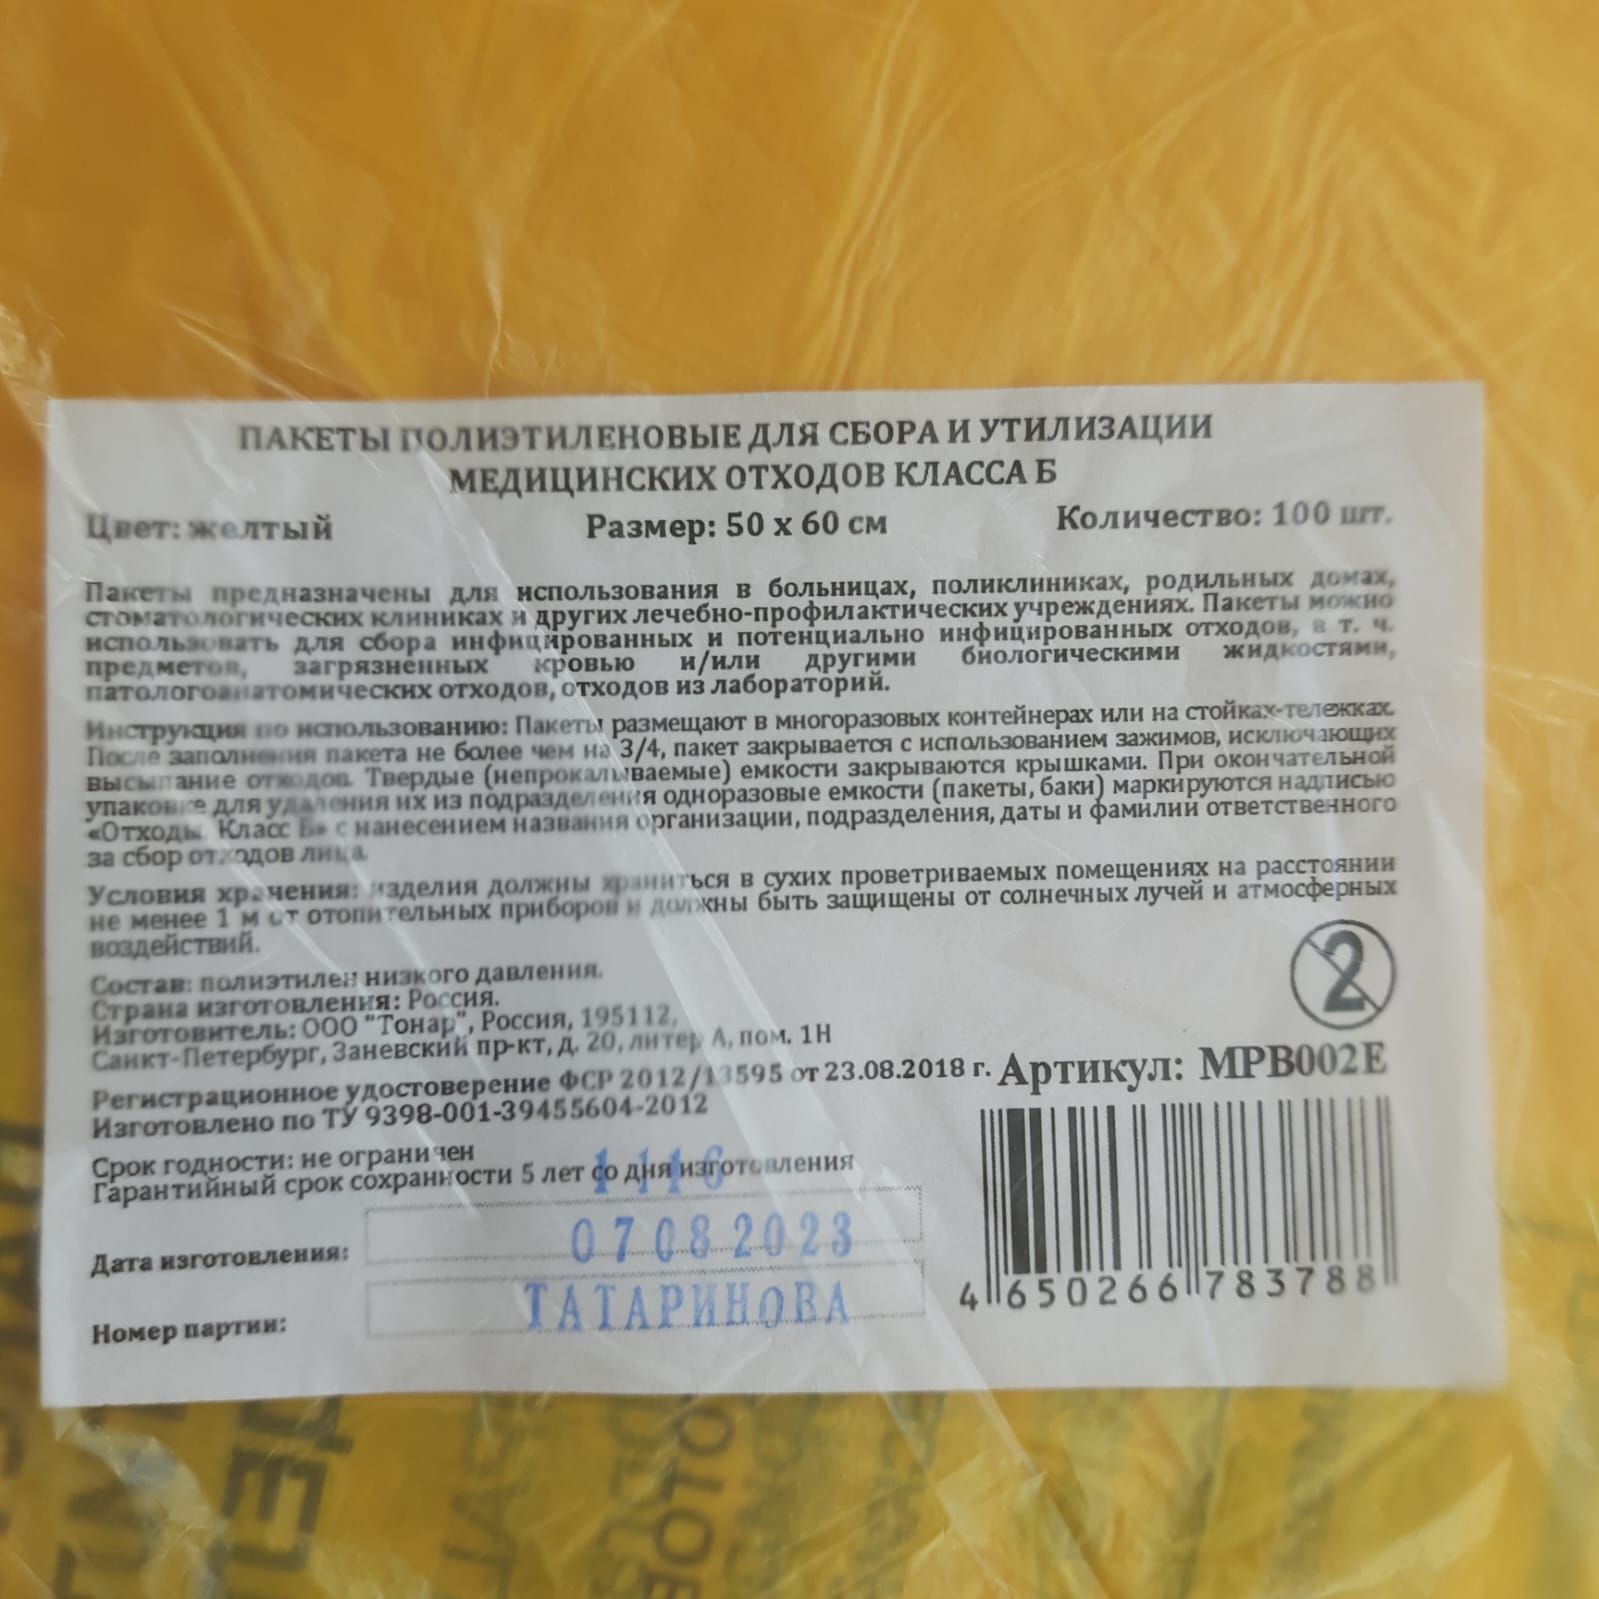 ПАКЕТЫ ПОЛИЭТИЛЕНОВЫЕ ДЛЯ СБОРА И УТИЛИЗАЦИИ
МЕДИЦИНСКИХ ОТХОДОВ КЛАССА Б
Цвет: желтый Размер: 50 х 60 см Количество: 100 шт.
Пакеты предназначены для использования в больницах, поликлиниках, родильных домах,
стоматологических клиниках и других лечебно-профилактических учреждениях. Пакеты можно
использовать для сбора инфицированных и потенциально инфицированных отходов, в т. ч.
предметов, загрязненных кровью и/или другими биологическими жидкостями,
патологоанатомических отходов, отходов из лабораторий.
Инструкция по использованию: Пакеты размещают в многоразовых контейнерах или на стойках-тележках.
После заполнения пакета не более чем на 3/4, пакет закрывается с использованием зажимов, исключающих
высыпание отходов. Твердые (непрокалываемые) емкости закрываются крышками. При окончательной
упаковке для удаления их из подразделения одноразовые емкости (пакеты, баки) маркируются надписью
«Отходы. Класс Б» с нанесением названия организации, подразделения, даты и фамилии ответственного
за сбор отходов лица.
Условия хранения: изделия должны храниться в сухих проветриваемых помещениях на расстоянии
не менее 1 м от отопительных приборов и должны быть защищены от солнечных лучей и атмосферных
воздействий.
2
Состав: полиэтилен низкого давления.
Страна изготовления: Россия.
Изготовитель: ООО "Тонар", Россия, 195112,
Санкт-Петербург, Заневский пр-кт, д. 20, литер А, пом. 1Н
Регистрационное удостоверение ФСР 2012/13595 от 23.08.2018 г.
Артикул: MPB002E
Изготовлено по ТУ 9398-001-39455604-2012
Срок годности: не ограничен
Гарантийный срок сохранности 5 лет со дня изготовления
1116
Дата изготовления: 07 08 2023
Номер партии: ТАТАРИНОВА
4 650266 783788